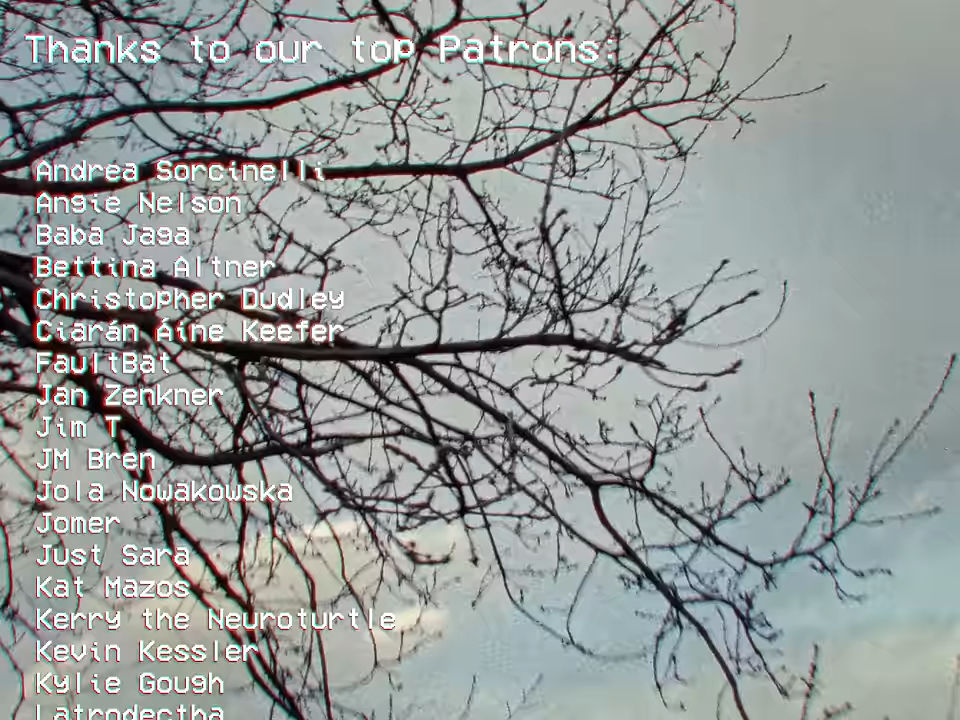 Thanks to our top Patrons:
Andrea Sorcinelli
Angie Nelson
Baba Jaga
Bettina Altner
Christopher Dudley
Ciarán Áine Keefer
FaultBat
Jan Zenkner
Jim T
JM Bren
Jola Nowakowska
Jomer
Just Sara
Kat Mazos
Kerry the Neuroturtle
Kevin Kessler
Kylie Gough
Latrodectha